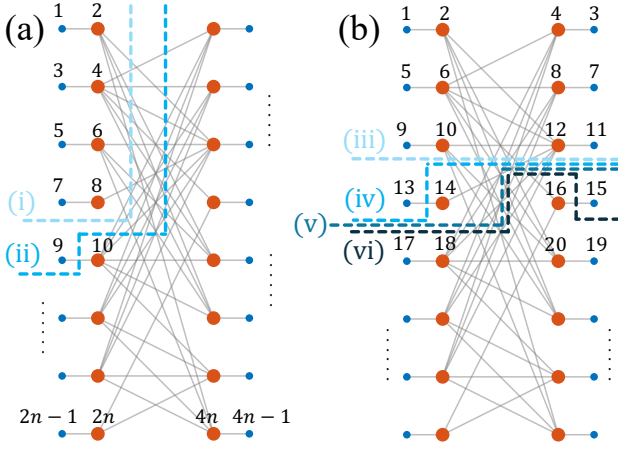 (a)
1 2
3 4
5 6
7 8
(i)
9 10
(ii)
2n − 1 2n 4n 4n − 1
(b)
1 2 4 3
5 6 8 7
9 10 12 11
(iii)
13 14 16 15
(iv)
(v)
17 18 20 19
(vi)